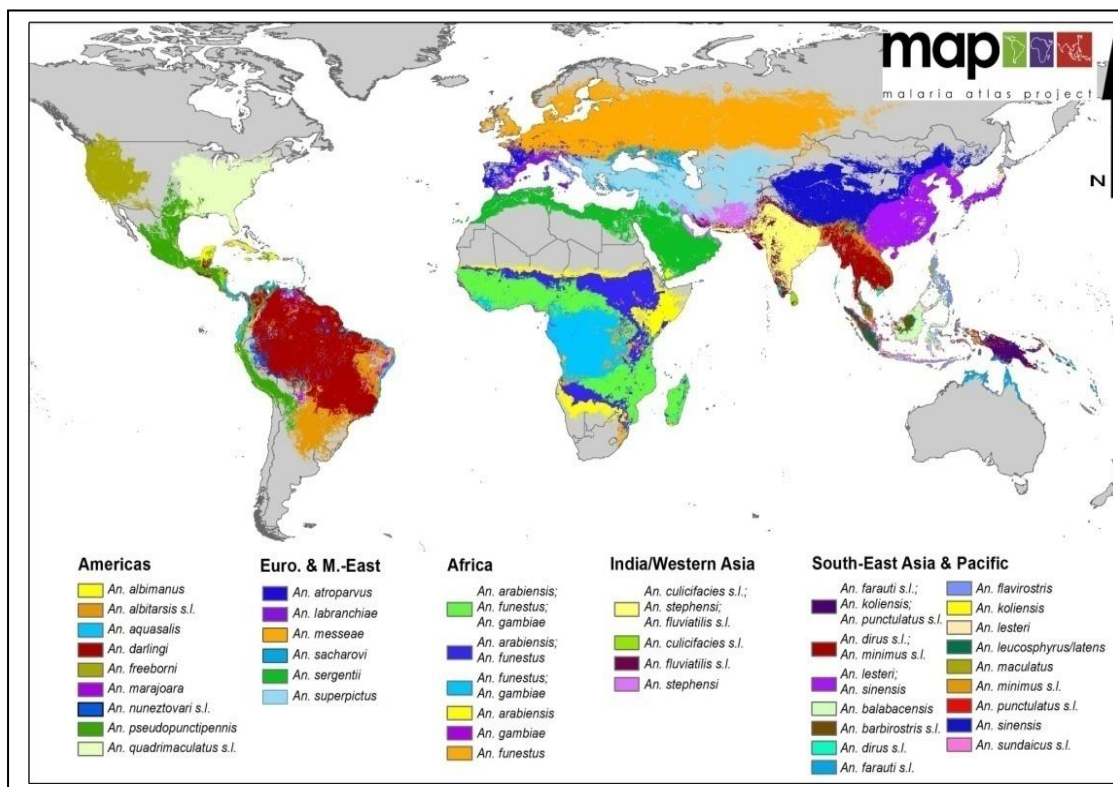 map
malaria atlas project
N
Americas
An. albimanus
An. albitarsis s.l.
An. aquasalis
An. darlingi
An. freeborni
An. marajoara
An. nuneztovari s.l.
An. pseudopunctipennis
An. quadrimaculatus s.l.
Euro. & M.-East
An. atroparvus
An. labranchiae
An. messeae
An. sacharovi
An. sergentii
An. superpictus
Africa
An. arabiensis;
An. funestus;
An. gambiae
An. arabiensis;
An. funestus
An. funestus;
An. gambiae
An. arabiensis
An. gambiae
An. funestus
India/Western Asia
An. culicifacies s.l.;
An. stephensi;
An. fluviatilis s.l.
An. culicifacies s.l.
An. fluviatilis s.l.
An. stephensi
South-East Asia & Pacific
An. farauti s.l.;
An. koliensis;
An. punctulatus s.l.
An. dirus s.l.;
An. minimus s.l.
An. lesteri;
An. sinensis
An. balabacensis
An. barbirostris s.l.
An. dirus s.l.
An. farauti s.l.
An. flavirostris
An. koliensis
An. lesteri
An. leucosphyrus/latens
An. maculatus
An. minimus s.l.
An. punctulatus s.l.
An. sinensis
An. sundaicus s.l.